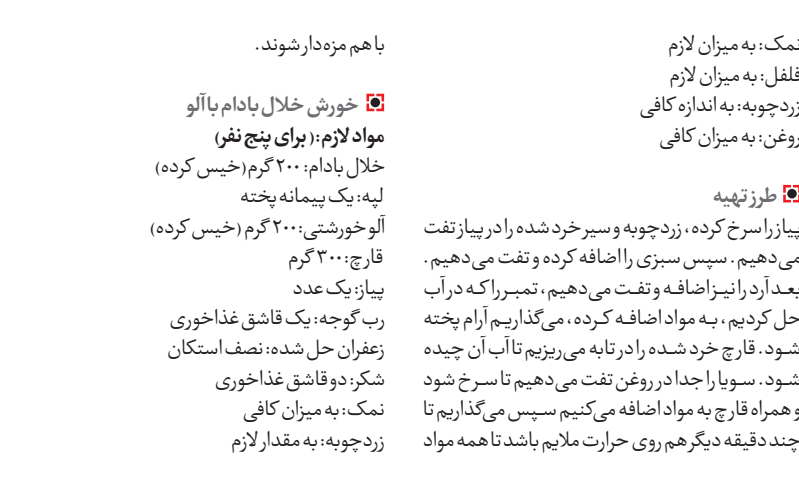 نمک: به میزان لازم
فلفل: به میزان لازم
زردچوبه: به اندازه کافی
روغن: به میزان کافی
طرز تهیه
پیاز را سرخ کرده، زردچوبه و سیر خرد شده را در پیاز تفت
می‌دهیم. سپس سبزی را اضافه کرده و تفت می‌دهیم.
بعد آرد را نیز اضافه و تفت می‌دهیم، تمبر را که در آب
حل کردیم، به مواد اضافه کرده، می‌گذاریم آرام پخته
شود. قارچ خرد شده را در تابه می‌ریزیم تا آب آن چیده
شود. سویا را جدا در روغن تفت می‌دهیم تا سرخ شود
و همراه قارچ به مواد اضافه می‌کنیم سپس می‌گذاریم تا
چند دقیقه دیگر هم روی حرارت ملایم باشد تا همه مواد
با هم مزه‌دار شوند.
خورش خلال بادام با آلو
مواد لازم:( برای پنج نفر)
خلال بادام: ۲۰۰ گرم(خیس کرده)
لپه: یک پیمانه پخته
آلو خورشتی:۲۰۰ گرم (خیس کرده)
قارچ:۳۰۰ گرم
پیاز: یک عدد
رب گوجه: یک قاشق غذاخوری
زعفران حل شده: نصف استکان
شکر: دو قاشق غذاخوری
نمک: به میزان کافی
زردچوبه: به مقدار لازم